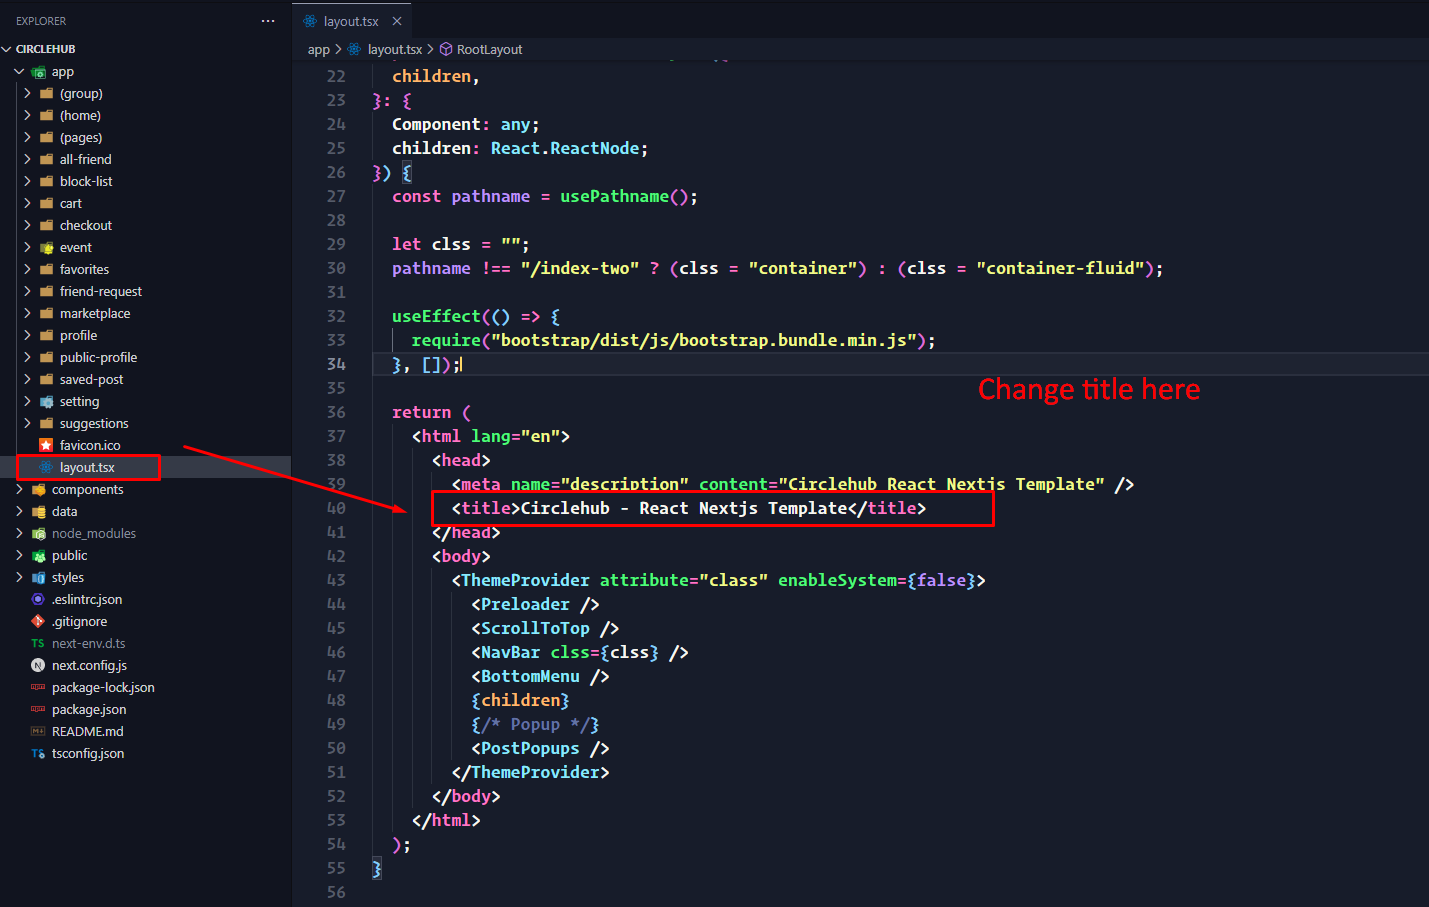 EXPLORER
···
CIRCLEHUB
app
(group)
(home)
(pages)
all-friend
block-list
cart
checkout
event
favorites
friend-request
marketplace
profile
public-profile
saved-post
setting
suggestions
favicon.ico
layout.tsx
components
data
node_modules
public
styles
.eslintrc.json
.gitignore
TS next-env.d.ts
N next.config.js
package-lock.json
package.json
README.md
TS tsconfig.json
layout.tsx ×
app > layout.tsx > RootLayout
22 children,
23 }: {
24 Component: any;
25 children: React.ReactNode;
26 }) {
27 const pathname = usePathname();
28
29 let clss = "";
30 pathname !== "/index-two" ? (clss = "container") : (clss = "container-fluid");
31
32 useEffect(() => {
33 require("bootstrap/dist/js/bootstrap.bundle.min.js");
34 }, []);
35
Change title here
36 return (
37 <html lang="en">
38 <head>
39 <meta name="description" content="Circlehub React Nextjs Template" />
40 <title>Circlehub - React Nextjs Template</title>
41 </head>
42 <body>
43 <ThemeProvider attribute="class" enableSystem={false}>
44 <Preloader />
45 <ScrollToTop />
46 <NavBar clss={clss} />
47 <BottomMenu />
48 {children}
49 {/* Popup */}
50 <PostPopups />
51 </ThemeProvider>
52 </body>
53 </html>
54 );
55 }
56